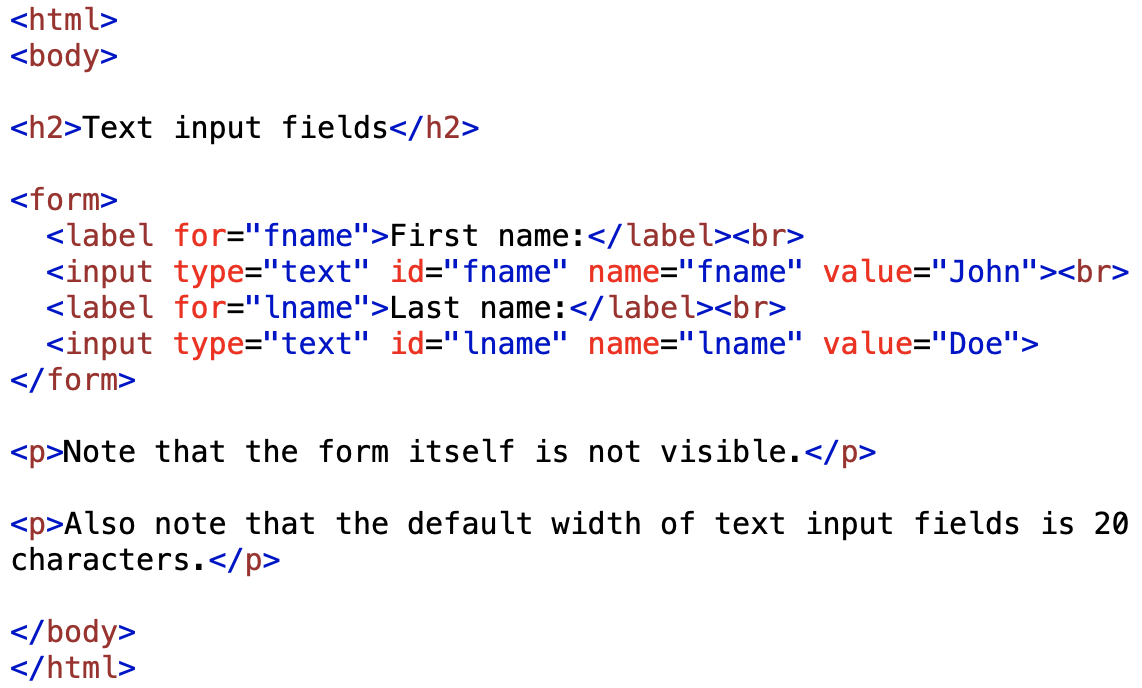 <html>
<body>

<h2>Text input fields</h2>

<form>
  <label for="fname">First name:</label><br>
  <input type="text" id="fname" name="fname" value="John"><br>
  <label for="lname">Last name:</label><br>
  <input type="text" id="lname" name="lname" value="Doe">
</form>

<p>Note that the form itself is not visible.</p>

<p>Also note that the default width of text input fields is 20
characters.</p>

</body>
</html>